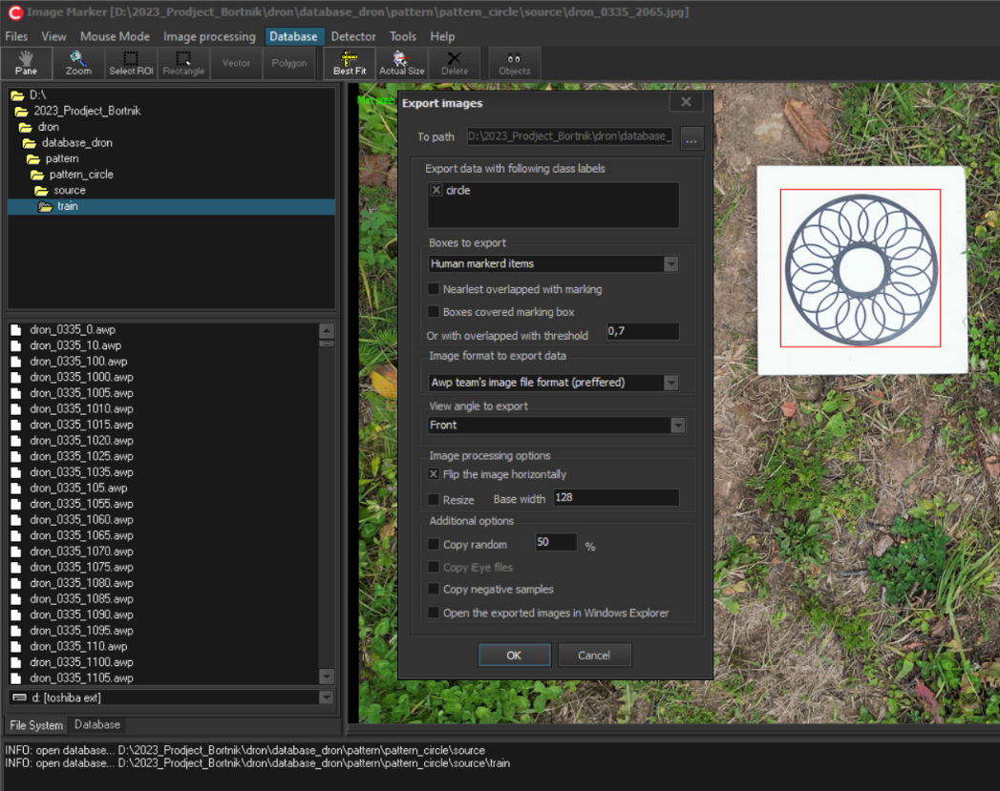 Image Marker [D:\2023_Prodject_Bortnik\dron\database_dron\pattern\pattern_circle\source\dron_0335_2065.jpg]
Files View Mouse Mode Image processing Database Detector Tools Help
Pane Zoom Select ROI Rectangle Vector Polygon Best Fit Actual Size Delete Objects
D:\
2023_Prodject_Bortnik
dron
database_dron
pattern
pattern_circle
source
train
dron_0335_0.awp
dron_0335_10.awp
dron_0335_100.awp
dron_0335_1000.awp
dron_0335_1005.awp
dron_0335_1010.awp
dron_0335_1015.awp
dron_0335_1020.awp
dron_0335_1025.awp
dron_0335_1035.awp
dron_0335_105.awp
dron_0335_1055.awp
dron_0335_1060.awp
dron_0335_1065.awp
dron_0335_1070.awp
dron_0335_1075.awp
dron_0335_1080.awp
dron_0335_1085.awp
dron_0335_1090.awp
dron_0335_1095.awp
dron_0335_110.awp
dron_0335_1100.awp
dron_0335_1105.awp
d: [toshiba ext]
File System Database
Min size
Export images
To path D:\2023_Prodject_Bortnik\dron\database_ ...
Export data with following class labels
circle
Boxes to export
Human markerd items
Nearest overlapped with marking
Boxes covered marking box
Or with overlapped with threshold 0,7
Image format to export data
Awp team's image file format (preffered)
View angle to export
Front
Image processing options
Flip the image horizontally
Resize Base width 128
Additional options
Copy random 50 %
Copy iEye files
Copy negative samples
Open the exported images in Windows Explorer
OK Cancel
INFO: open database... D:\2023_Prodject_Bortnik\dron\database_dron\pattern\pattern_circle\source
INFO: open database... D:\2023_Prodject_Bortnik\dron\database_dron\pattern\pattern_circle\source\train